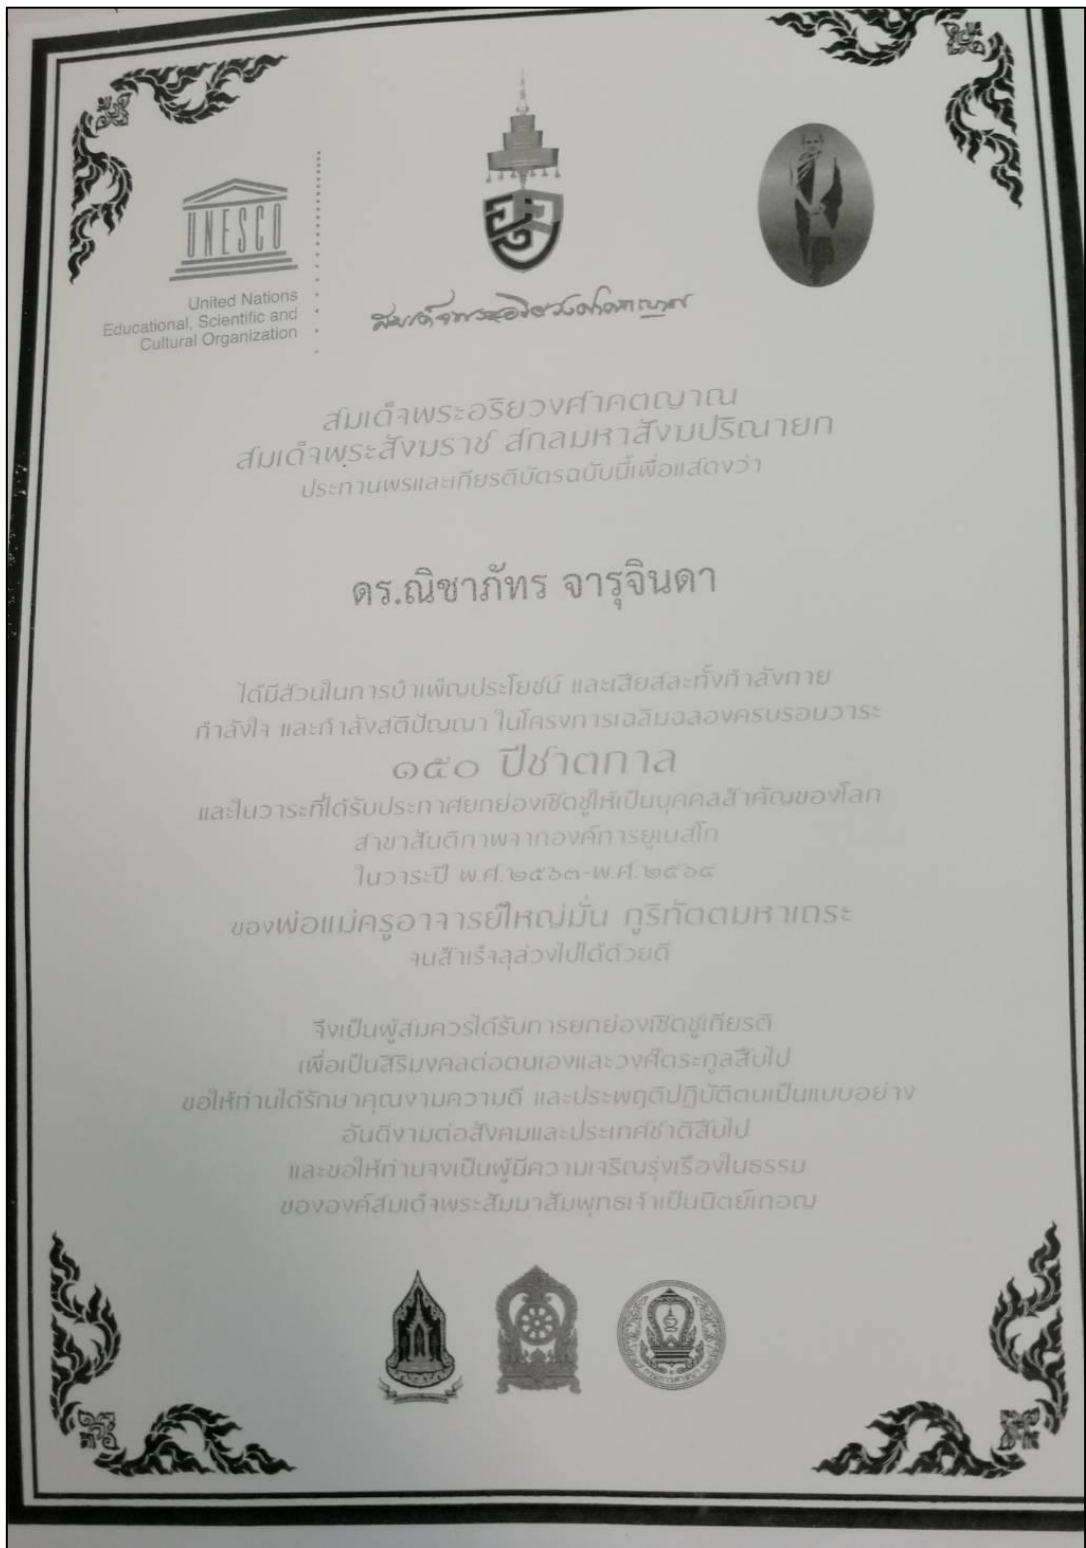 UNESCO
United Nations
Educational, Scientific and
Cultural Organization
สมเด็จพระอริยวงศาคตญาณ
สมเด็จพระอริยวงศาคตญาณ
สมเด็จพระสังฆราช สกลมหาสังฆปริณายก
ประทานพรและเกียรติบัตรฉบับนี้เพื่อแสดงว่า
ดร.ณิชาภัทร จารุจินดา
ได้มีส่วนในการบำเพ็ญประโยชน์ และเสียสละทั้งกำลังกาย
กำลังใจ และกำลังสติปัญญา ในโครงการเฉลิมฉลองครบรอบวาระ
๑๕๐ ปีชาตกาล
และในวาระที่ได้รับประกาศยกย่องเชิดชูให้เป็นบุคคลสำคัญของโลก
สาขาสันติภาพจากองค์การยูเนสโก
ในวาระปี พ.ศ.๒๕๖๓-พ.ศ.๒๕๖๔
ของพ่อแม่ครูอาจารย์ใหญ่มั่น ภูริทัตตมหาเถระ
จนสำเร็จลุล่วงไปได้ด้วยดี
จึงเป็นผู้สมควรได้รับการยกย่องเชิดชูเกียรติ
เพื่อเป็นสิริมงคลต่อตนเองและวงศ์ตระกูลสืบไป
ขอให้ท่านได้รักษาคุณงามความดี และประพฤติปฏิบัติตนเป็นแบบอย่าง
อันดีงามต่อสังคมและประเทศชาติสืบไป
และขอให้ท่านจงเป็นผู้มีความเจริญรุ่งเรืองในธรรม
ขององค์สมเด็จพระสัมมาสัมพุทธเจ้าเป็นนิตย์เทอญ